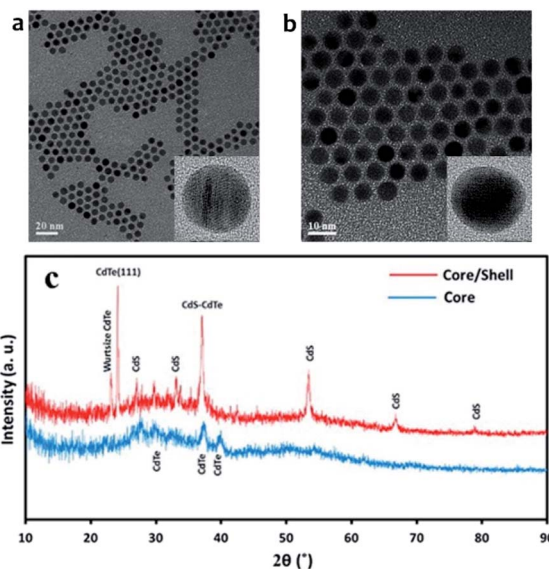 a
b
20 nm
10 nm
c
CdTe(111)
Wurtsize CdTe
CdS
CdS
CdS-CdTe
CdS
CdS
CdS
Core/Shell
Core
CdTe
CdTe
CdTe
Intensity (a. u.)
10 20 30 40 50 60 70 80 90
2θ (°)